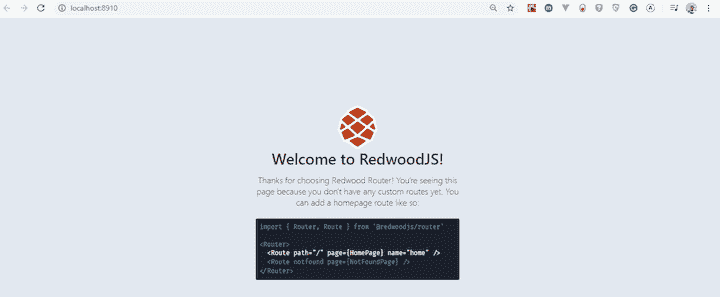 localhost:8910
Welcome to RedwoodJS!
Thanks for choosing Redwood Router! You're seeing
this page because you don't have any custom routes yet. You
can add a homepage route like so:
import { Router, Route } from '@redwoodjs/router'
<Router>
<Route path="/" page={HomePage} name="home" />
<Route notfound page={NotFoundPage} />
</Router>